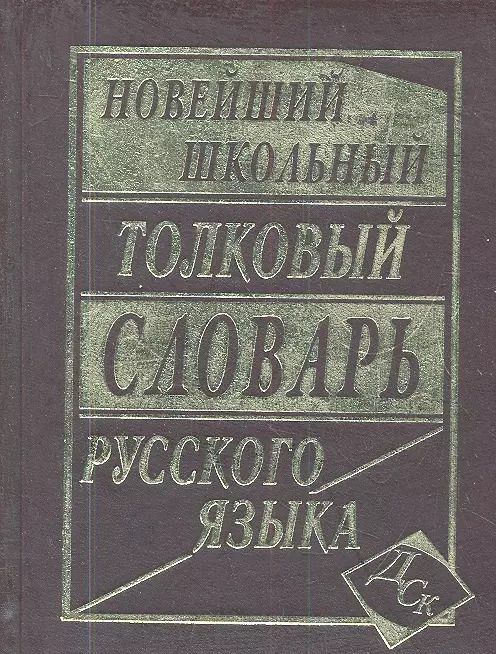 НОВЕЙШИЙ
ШКОЛЬНЫЙ
ТОЛКОВЫЙ
СЛОВАРЬ
РУССКОГО
ЯЗЫКА
ДСК